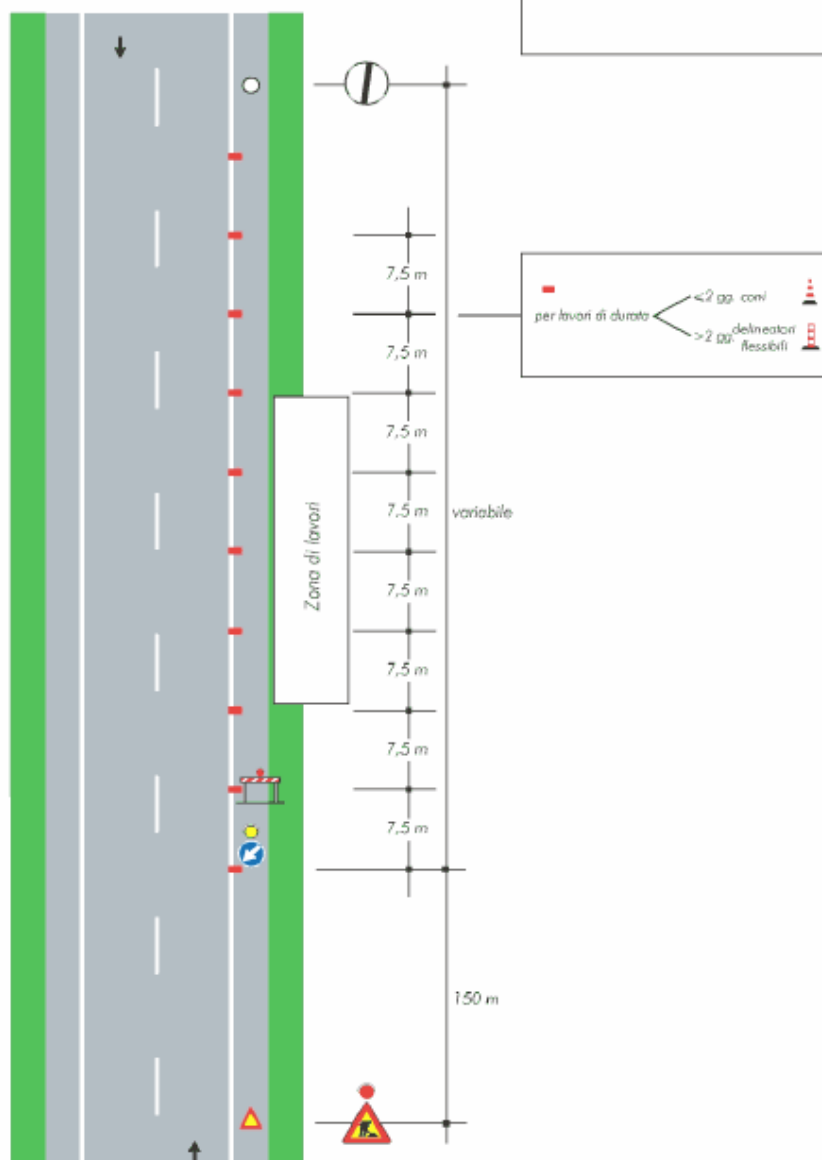 7,5 m
7,5 m
<2 gg. coni
per lavori di durata
>2 gg. delineatori
flessibili
7,5 m
7,5 m
variabile
Zona di lavori
7,5 m
7,5 m
7,5 m
7,5 m
150 m